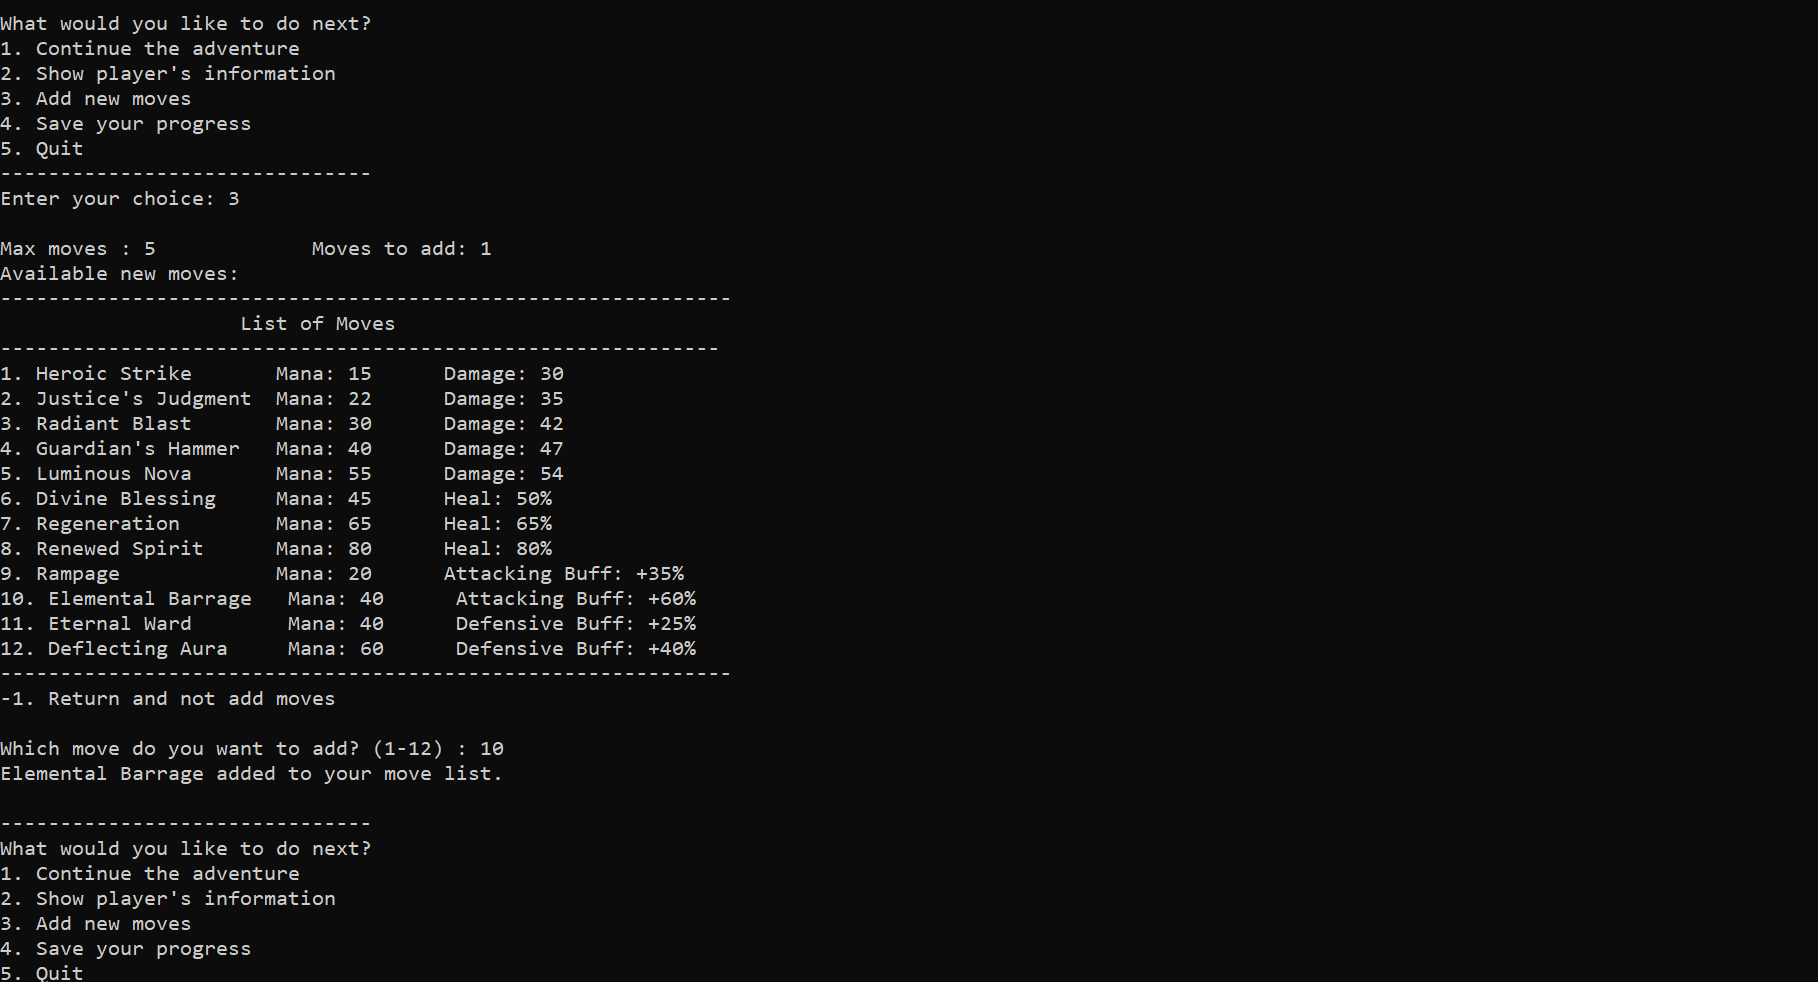 What would you like to do next?
1. Continue the adventure
2. Show player's information
3. Add new moves
4. Save your progress
5. Quit
-------------------------------
Enter your choice: 3
Max moves : 5             Moves to add: 1
Available new moves:
-------------------------------------------------------------
                    List of Moves
------------------------------------------------------------
1. Heroic Strike       Mana: 15      Damage: 30
2. Justice's Judgment  Mana: 22      Damage: 35
3. Radiant Blast       Mana: 30      Damage: 42
4. Guardian's Hammer   Mana: 40      Damage: 47
5. Luminous Nova       Mana: 55      Damage: 54
6. Divine Blessing     Mana: 45      Heal: 50%
7. Regeneration        Mana: 65      Heal: 65%
8. Renewed Spirit      Mana: 80      Heal: 80%
9. Rampage             Mana: 20      Attacking Buff: +35%
10. Elemental Barrage   Mana: 40      Attacking Buff: +60%
11. Eternal Ward        Mana: 40      Defensive Buff: +25%
12. Deflecting Aura     Mana: 60      Defensive Buff: +40%
-------------------------------------------------------------
-1. Return and not add moves
Which move do you want to add? (1-12) : 10
Elemental Barrage added to your move list.
-------------------------------
What would you like to do next?
1. Continue the adventure
2. Show player's information
3. Add new moves
4. Save your progress
5. Quit